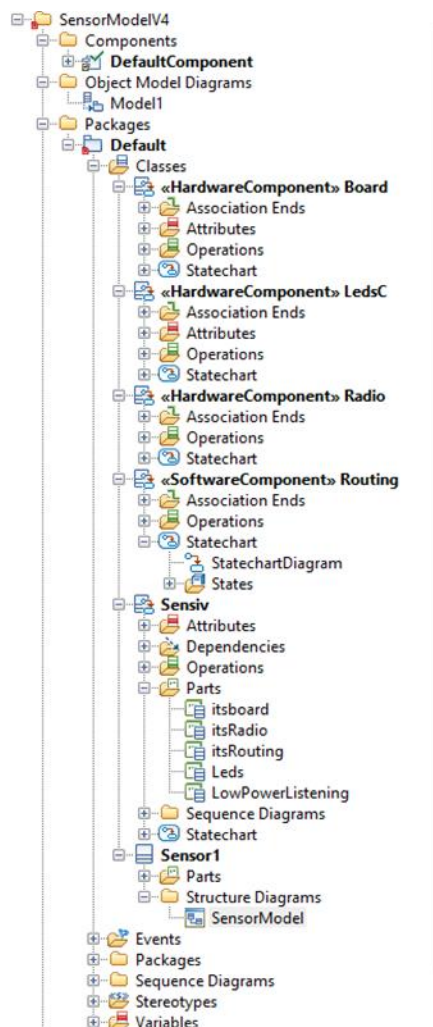 SensorModelV4
Components
DefaultComponent
Object Model Diagrams
Model1
Packages
Default
Classes
«HardwareComponent» Board
Association Ends
Attributes
Operations
Statechart
«HardwareComponent» LedsC
Association Ends
Attributes
Operations
Statechart
«HardwareComponent» Radio
Association Ends
Operations
Statechart
«SoftwareComponent» Routing
Association Ends
Operations
Statechart
StatechartDiagram
States
Sensiv
Attributes
Dependencies
Operations
Parts
itsboard
itsRadio
itsRouting
Leds
LowPowerListening
Sequence Diagrams
Statechart
Sensor1
Parts
Structure Diagrams
SensorModel
Events
Packages
Sequence Diagrams
Stereotypes
Variables